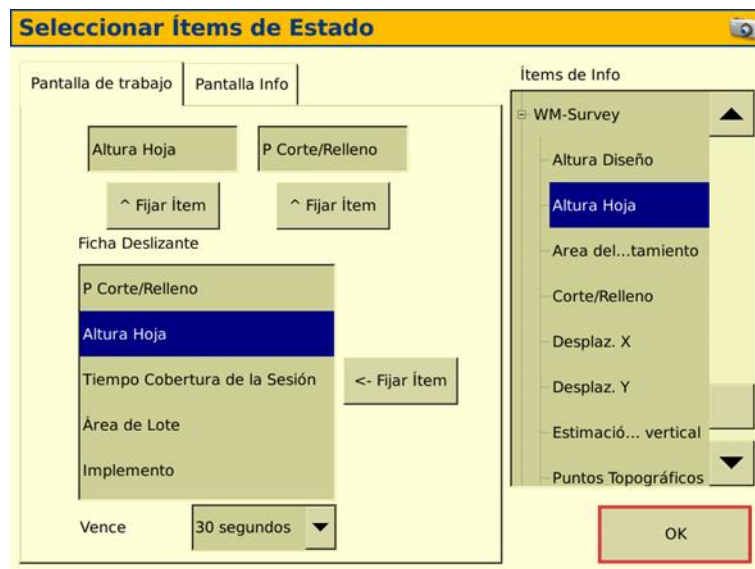 Seleccionar Ítems de Estado
Pantalla de trabajo
Pantalla Info
Altura Hoja
P Corte/Relleno
^ Fijar Ítem
^ Fijar Ítem
Ficha Deslizante
P Corte/Relleno
Altura Hoja
Tiempo Cobertura de la Sesión
Área de Lote
Implemento
<- Fijar Ítem
Vence
30 segundos
Ítems de Info
WM-Survey
Altura Diseño
Altura Hoja
Area del...tamiento
Corte/Relleno
Desplaz. X
Desplaz. Y
Estimació... vertical
Puntos Topográficos
OK